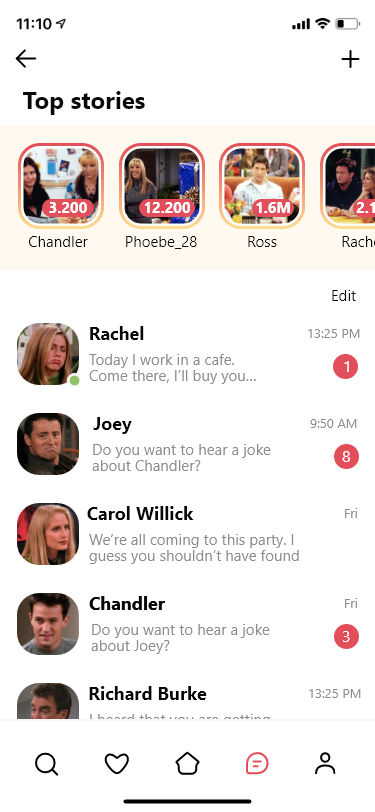 11:10
Top stories
3.200
12.200
1.6M
2.1
Chandler
Phoebe_28
Ross
Rach
Edit
Rachel
13:25 PM
Today I work in a cafe.
Come there, I'll buy you...
1
Joey
9:50 AM
Do you want to hear a joke
about Chandler?
8
Carol Willick
Fri
We're all coming to this party. I
guess you shouldn't have found
Chandler
Fri
Do you want to hear a joke
about Joey?
3
Richard Burke
13:25 PM
I heard that you are getting